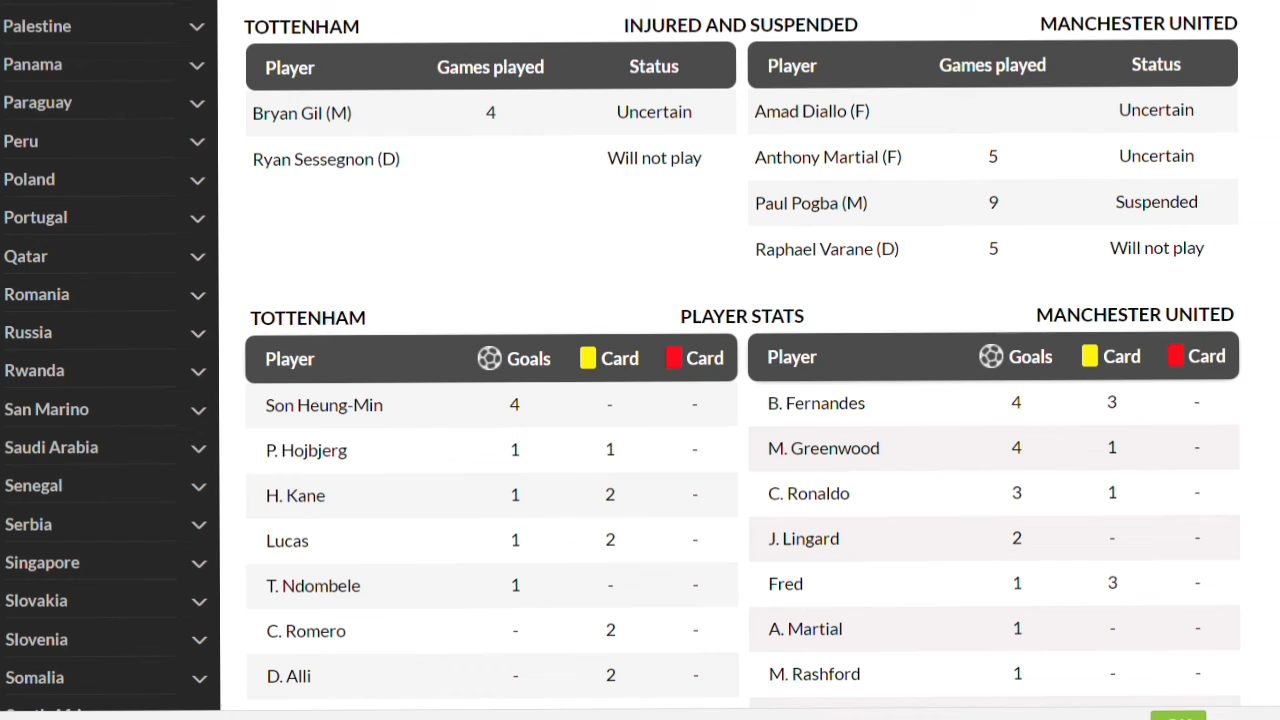 Palestine
Panama
Paraguay
Peru
Poland
Portugal
Qatar
Romania
Russia
Rwanda
San Marino
Saudi Arabia
Senegal
Serbia
Singapore
Slovakia
Slovenia
Somalia
TOTTENHAM INJURED AND SUSPENDED MANCHESTER UNITED
Player Games played Status Player Games played Status
Bryan Gil (M) 4 Uncertain Amad Diallo (F) Uncertain
Ryan Sessegnon (D) Will not play Anthony Martial (F) 5 Uncertain
Paul Pogba (M) 9 Suspended
Raphael Varane (D) 5 Will not play
TOTTENHAM PLAYER STATS MANCHESTER UNITED
Player Goals Card Card Player Goals Card Card
Son Heung-Min 4 - - B. Fernandes 4 3 -
P. Hojbjerg 1 1 - M. Greenwood 4 1 -
H. Kane 1 2 - C. Ronaldo 3 1 -
Lucas 1 2 - J. Lingard 2 - -
T. Ndombele 1 - - Fred 1 3 -
C. Romero - 2 - A. Martial 1 - -
D. Alli - 2 - M. Rashford 1 - -